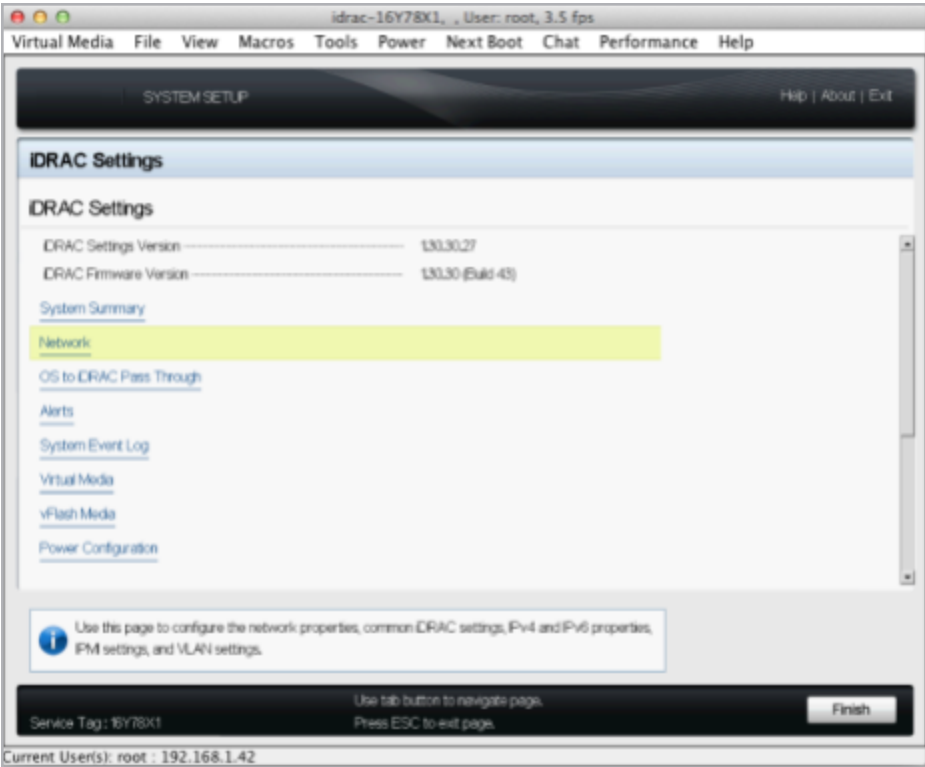 idrac-16Y78X1, , User: root, 3.5 fps
Virtual Media File View Macros Tools Power Next Boot Chat Performance Help
SYSTEM SETUP
Help | About | Exit
iDRAC Settings
iDRAC Settings
iDRAC Settings Version 1.30.30.27
iDRAC Firmware Version 1.30.30 (Build 43)
System Summary
Network
OS to iDRAC Pass Through
Alerts
System Event Log
Virtual Media
vFlash Media
Power Configuration
Use this page to configure the network properties, common iDRAC settings, IPv4 and IPv6 properties,
IPMI settings, and VLAN settings.
Use tab button to navigate page.
Service Tag : 16Y78X1
Press ESC to exit page.
Finish
Current User(s): root : 192.168.1.42